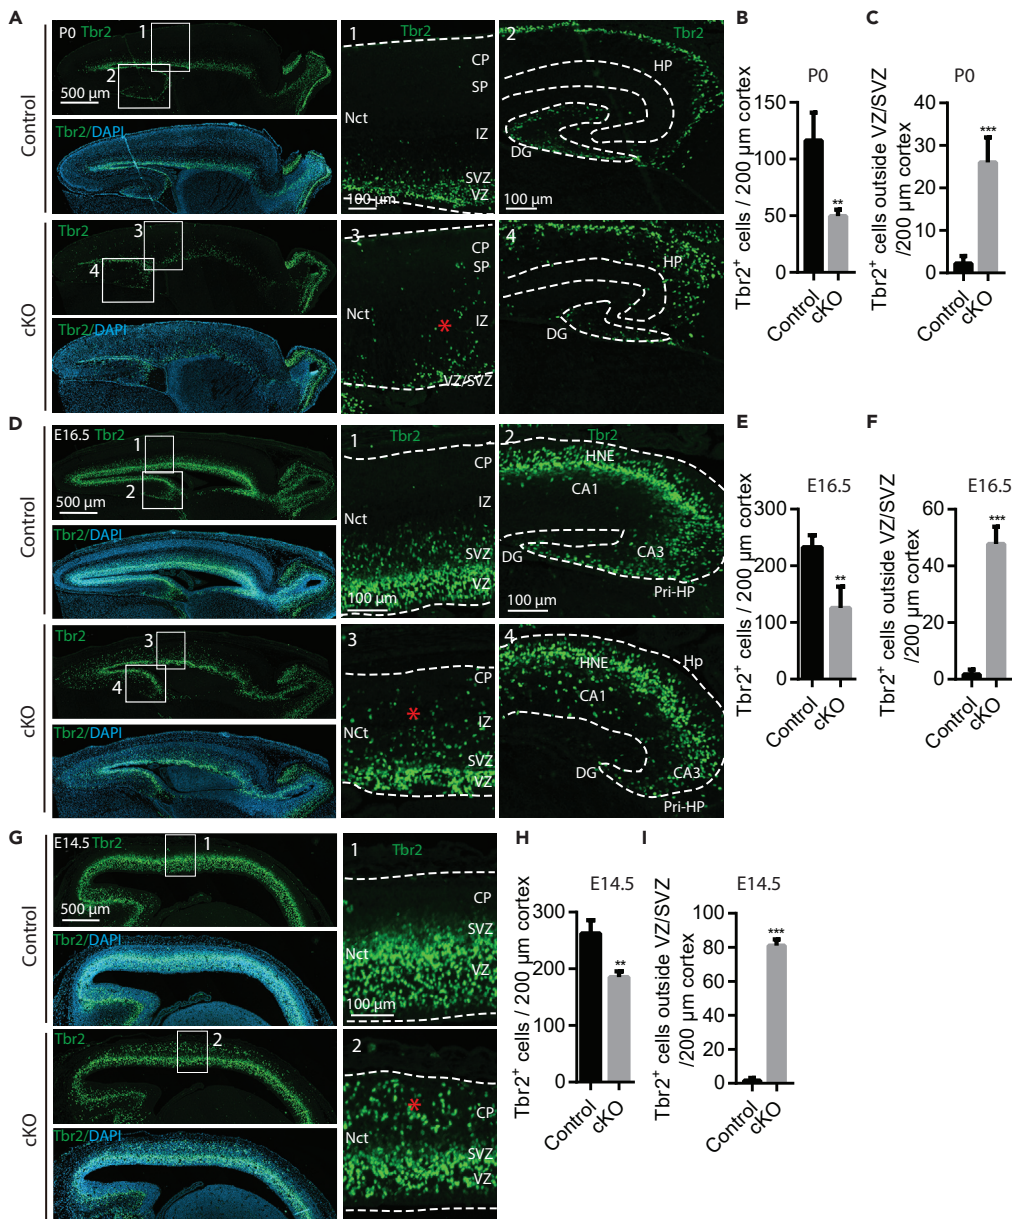 A
P0 Tbr2
1
2
500 µm
Tbr2/DAPI
Control
Tbr2
3
4
Tbr2/DAPI
cKO
1
Tbr2
CP
SP
Nct
IZ
SVZ
VZ
100 µm
2
Tbr2
HP
DG
100 µm
3
CP
SP
Nct
IZ
*
VZ/SVZ
4
HP
DG
B
P0
Tbr2+ cells / 200 µm cortex
150
100
50
0
**
Control
cKO
C
P0
Tbr2+ cells outside VZ/SVZ
/200 µm cortex
40
30
20
10
0
***
Control
cKO
D
E16.5 Tbr2
1
2
500 µm
Tbr2/DAPI
Control
Tbr2
3
4
Tbr2/DAPI
cKO
1
Tbr2
CP
IZ
Nct
SVZ
VZ
100 µm
2
Tbr2
HNE
CA1
DG
CA3
Pri-HP
100 µm
3
CP
*
IZ
NCt
SVZ
VZ
4
HNE
Hp
CA1
DG
CA3
Pri-HP
E
E16.5
Tbr2+ cells / 200 µm cortex
300
200
100
0
**
Control
cKO
F
E16.5
Tbr2+ cells outside VZ/SVZ
/200 µm cortex
60
40
20
0
***
Control
cKO
G
E14.5 Tbr2
1
500 µm
Tbr2/DAPI
Control
Tbr2
2
Tbr2/DAPI
cKO
1
Tbr2
CP
SVZ
Nct
VZ
100 µm
2
*
CP
Nct
SVZ
VZ
H
E14.5
Tbr2+ cells / 200 µm cortex
300
200
100
0
**
Control
cKO
I
E14.5
Tbr2+ cells outside VZ/SVZ
/200 µm cortex
80
60
40
20
0
***
Control
cKO